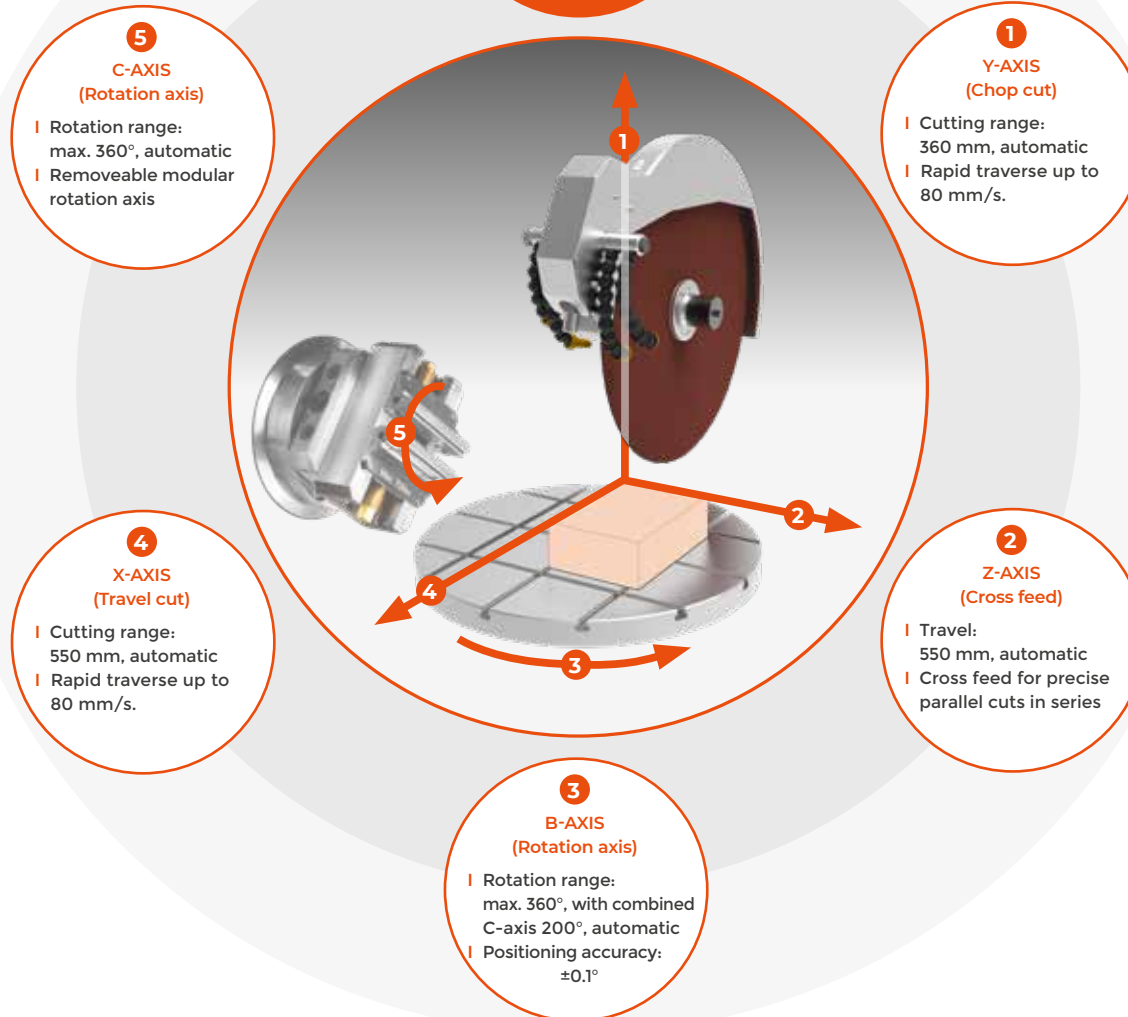 5
C-AXIS
(Rotation axis)
I Rotation range:
max. 360°, automatic
I Removeable modular
rotation axis
1
Y-AXIS
(Chop cut)
I Cutting range:
360 mm, automatic
I Rapid traverse up to
80 mm/s.
1
5
2
4
3
4
X-AXIS
(Travel cut)
I Cutting range:
550 mm, automatic
I Rapid traverse up to
80 mm/s.
2
Z-AXIS
(Cross feed)
I Travel:
550 mm, automatic
I Cross feed for precise
parallel cuts in series
3
B-AXIS
(Rotation axis)
I Rotation range:
max. 360°, with combined
C-axis 200°, automatic
I Positioning accuracy:
±0.1°